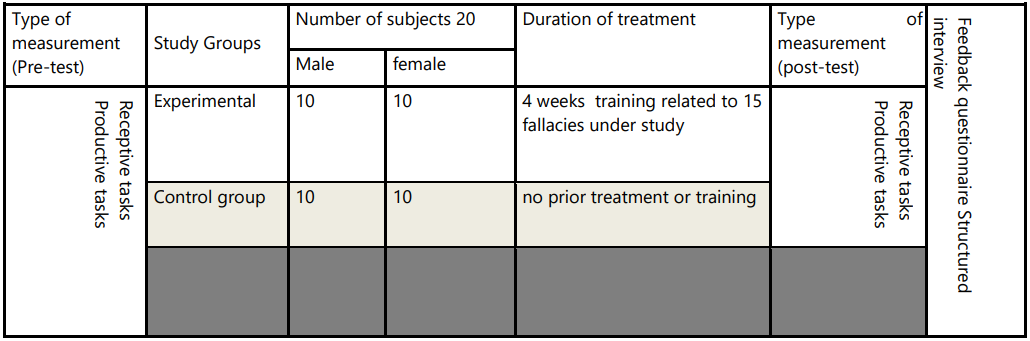 Type of
measurement
(Pre-test)
Study Groups
Number of subjects 20
Male
female
Duration of treatment
Type of
measurement
(post-test)
Feedback questionnaire Structured
interview
Receptive tasks
Productive tasks
Experimental
10
10
4 weeks training related to 15
fallacies under study
Receptive tasks
Productive tasks
Control group
10
10
no prior treatment or training